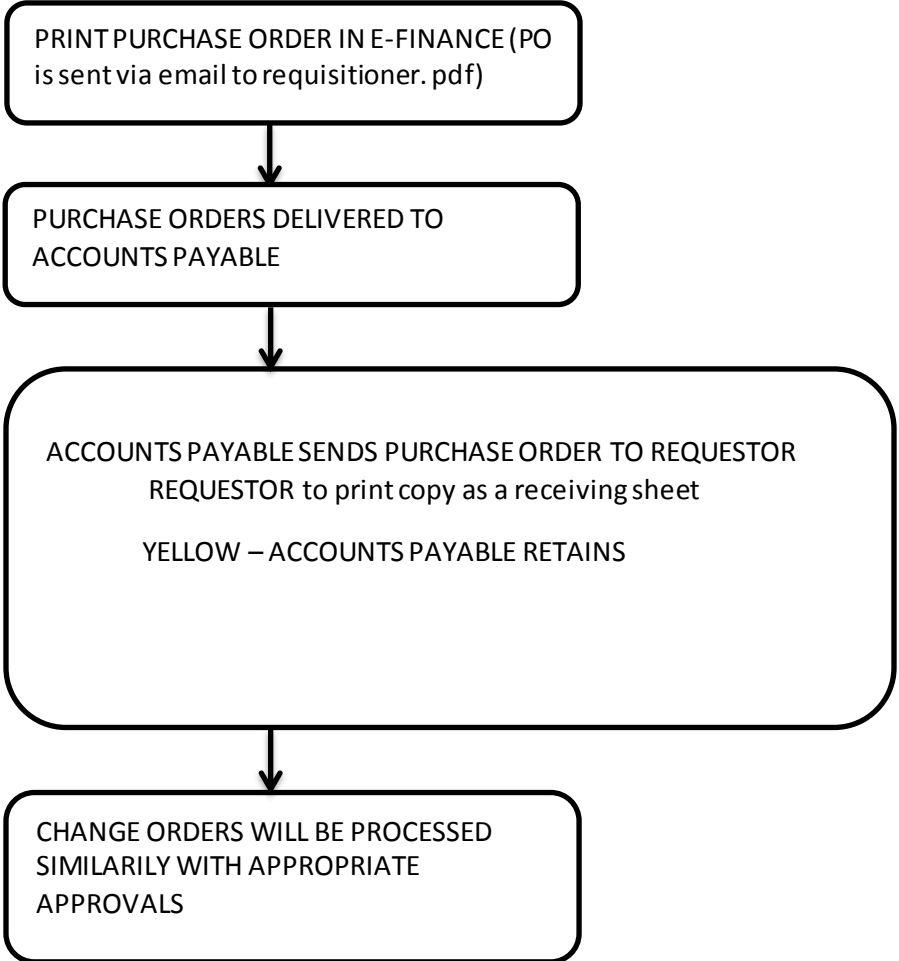 PRINT PURCHASE ORDER IN E-FINANCE (PO
is sent via email to requisitioner. pdf)
PURCHASE ORDERS DELIVERED TO
ACCOUNTS PAYABLE
ACCOUNTS PAYABLE SENDS PURCHASE ORDER TO REQUESTOR
REQUESTOR to print copy as a receiving sheet
YELLOW – ACCOUNTS PAYABLE RETAINS
CHANGE ORDERS WILL BE PROCESSED
SIMILARILY WITH APPROPRIATE
APPROVALS